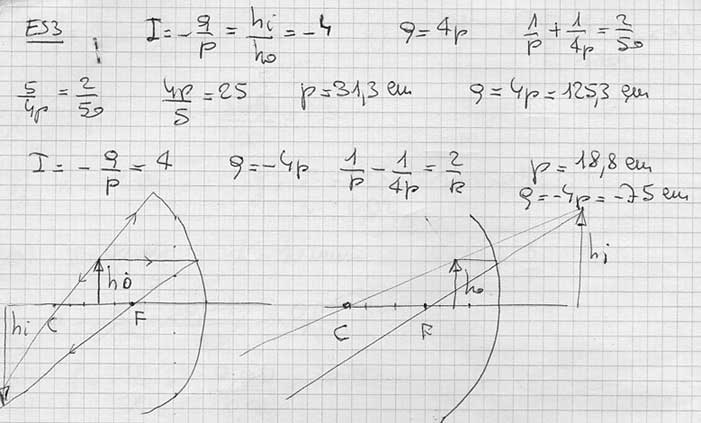 ES3 I = - q/p = hi/ho = -4 q = 4p 1/p + 1/4p = 2/50
5/4p = 2/50 4p/5 = 25 p = 31,3 cm q = 4p = 125,3 cm
I = - q/p = 4 q = -4p 1/p - 1/4p = 2/R p = 18,8 cm
q = -4p = -75 cm
hi
ho ho
C F C F
hi